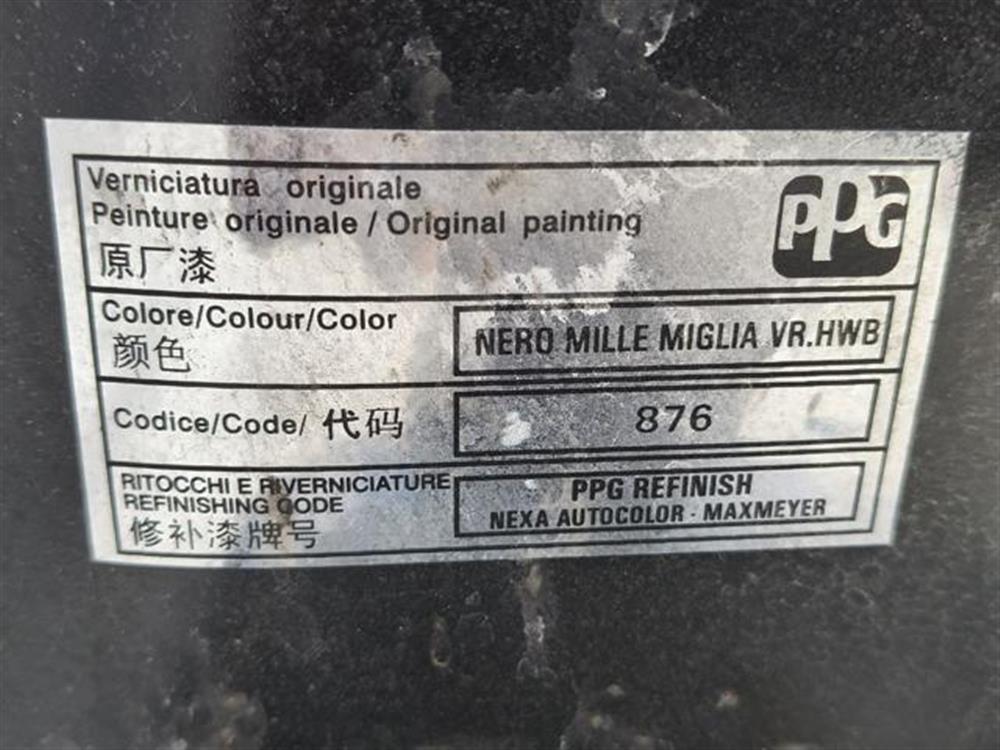 Verniciatura originale
Peinture originale / Original painting
原厂漆
PPG
Colore/Colour/Color
颜色
NERO MILLE MIGLIA VR.HWB
Codice/Code/ 代码
876
RITOCCHI E RIVERNICIATURE
REFINISHING CODE
修补漆牌号
PPG REFINISH
NEXA AUTOCOLOR - MAXMEYER